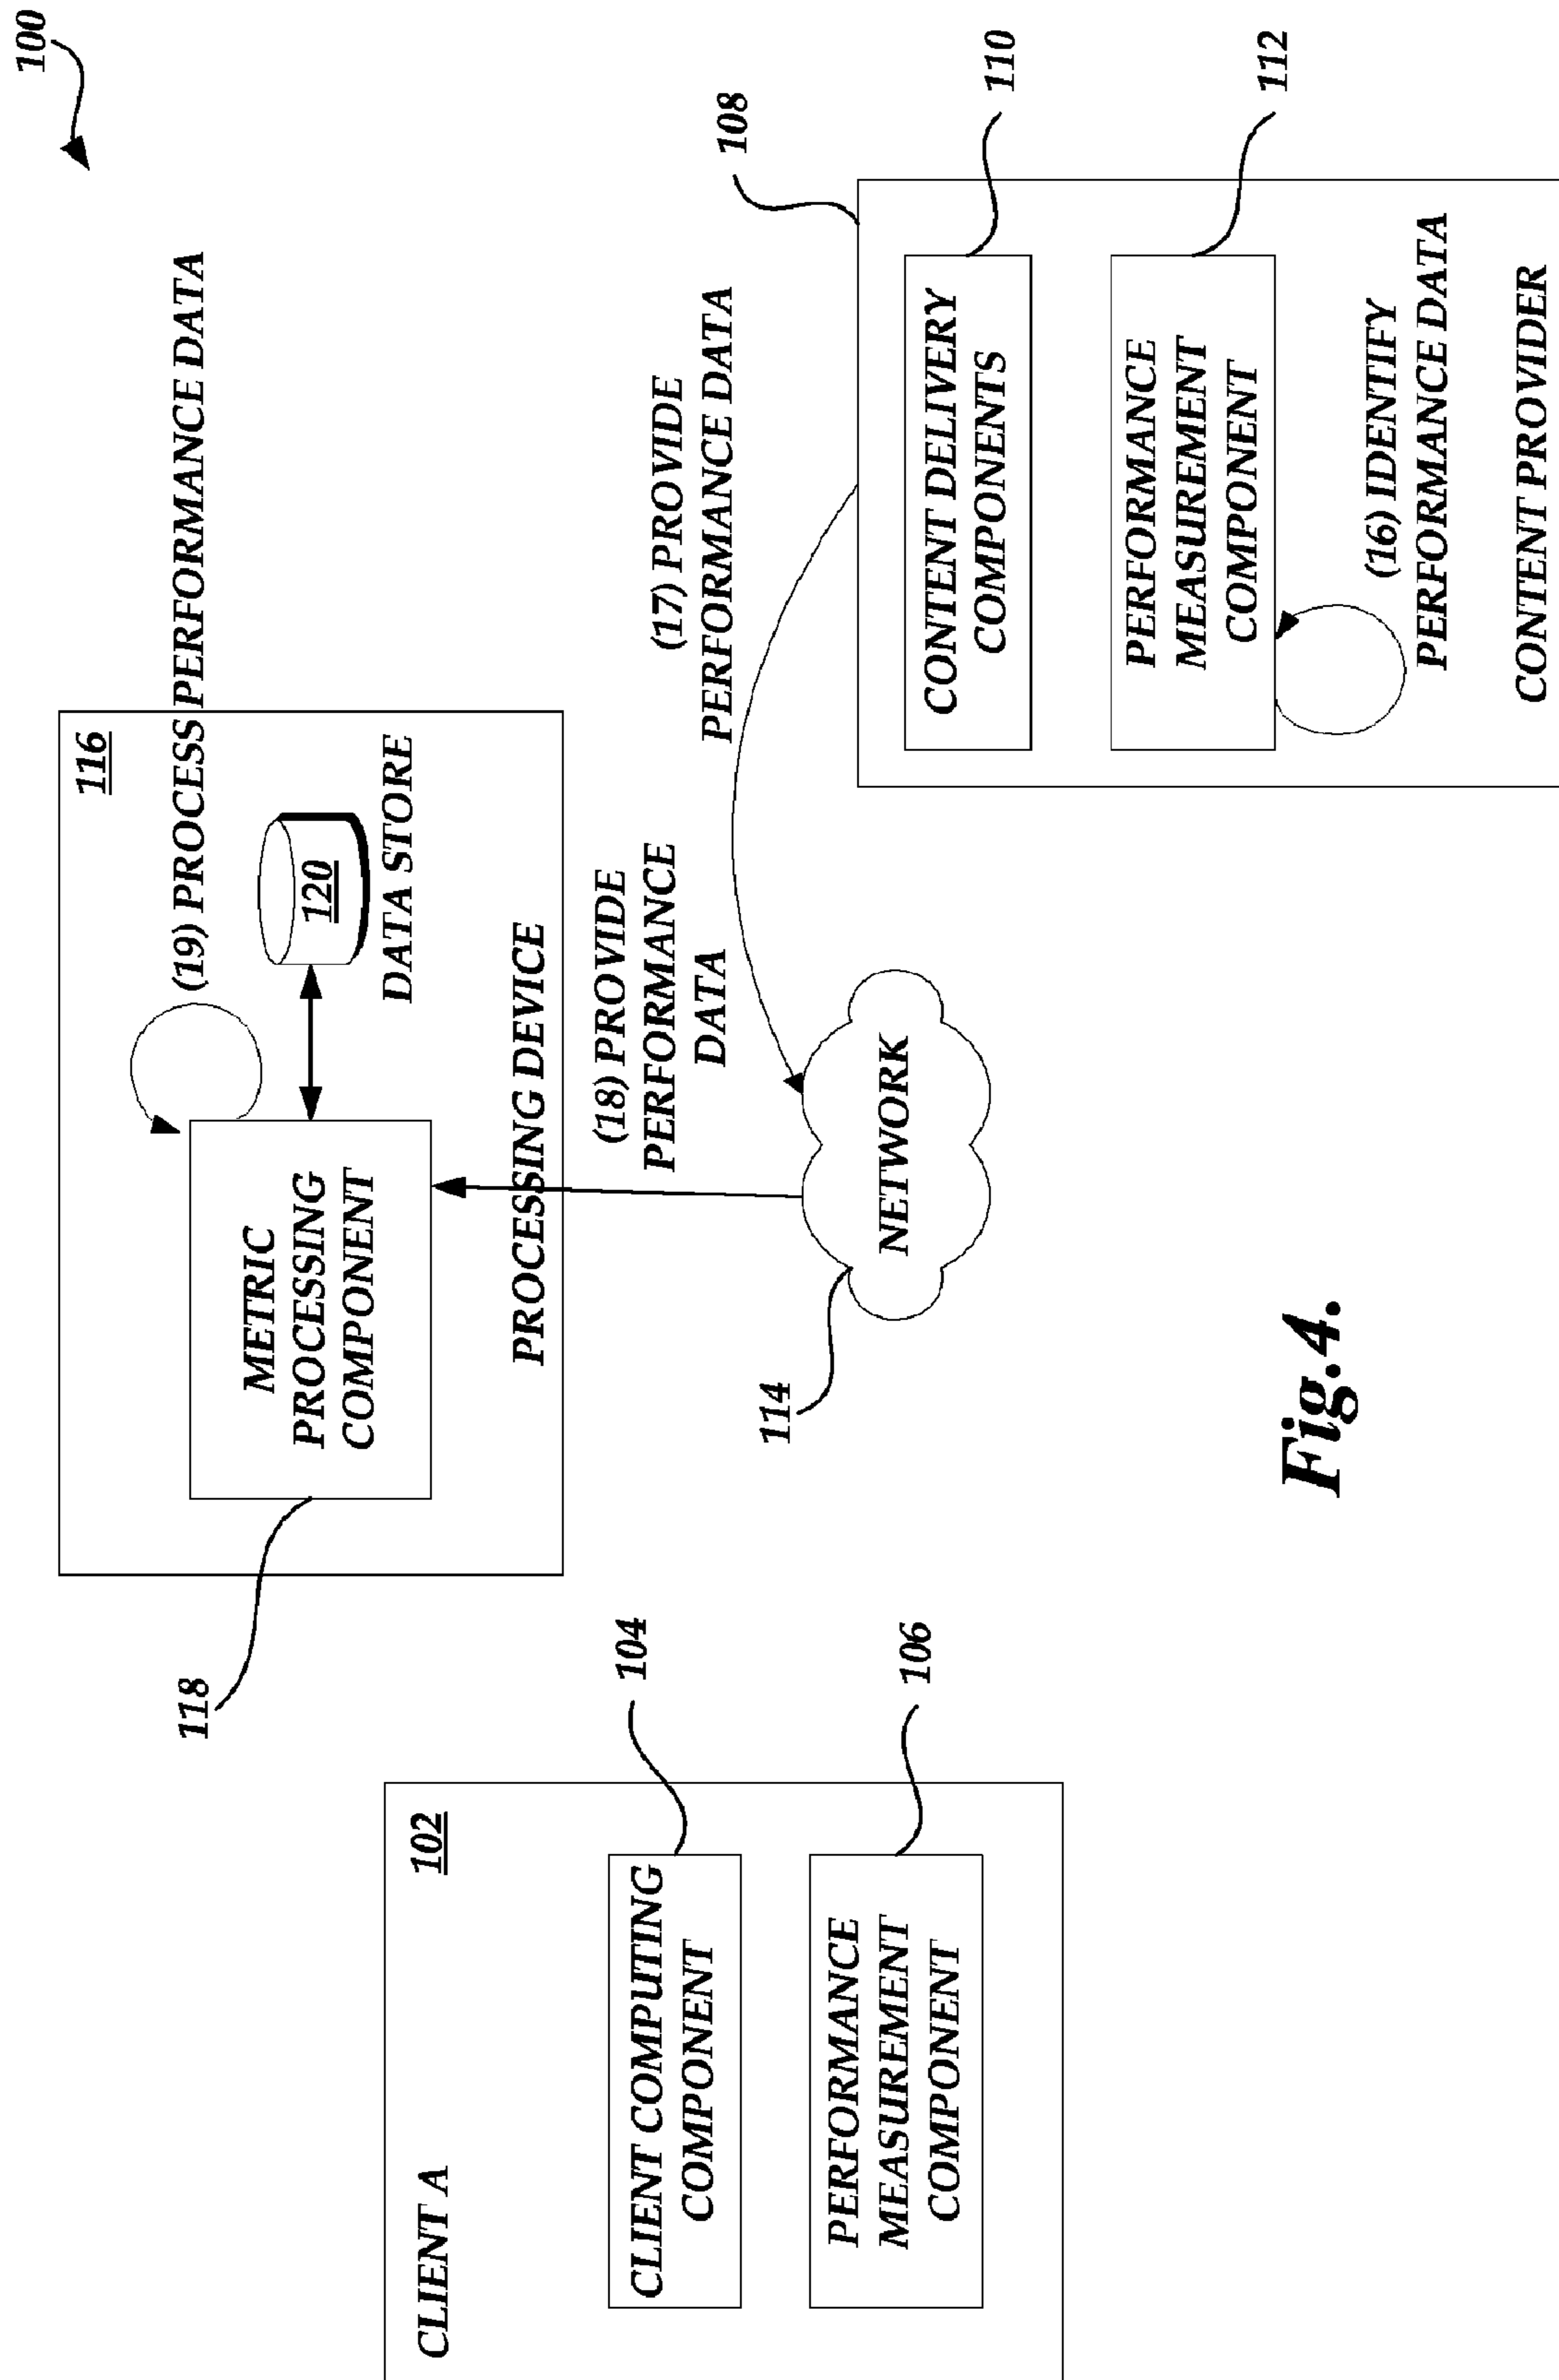 100
116
(19) PROCESS PERFORMANCE DATA
118
METRIC
PROCESSING
COMPONENT
120
DATA STORE
PROCESSING DEVICE
CLIENT A
102
104
CLIENT COMPUTING
COMPONENT
106
PERFORMANCE
MEASUREMENT
COMPONENT
(18) PROVIDE
PERFORMANCE
DATA
(17) PROVIDE
PERFORMANCE DATA
114
NETWORK
108
110
CONTENT DELIVERY
COMPONENTS
112
PERFORMANCE
MEASUREMENT
COMPONENT
(16) IDENTIFY
PERFORMANCE DATA
CONTENT PROVIDER
Fig.4.